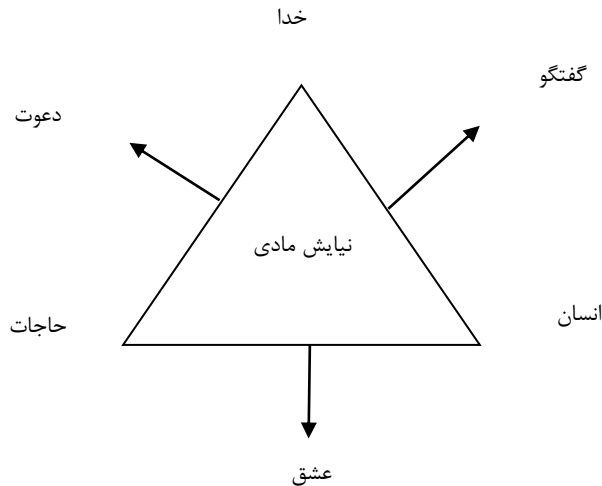 خدا
گفتگو
دعوت
نیایش مادی
انسان
حاجات
عشق